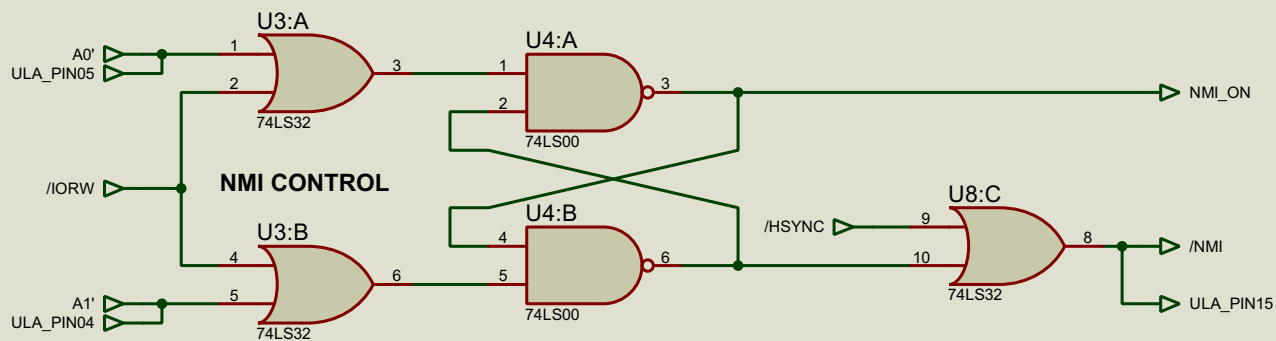 U3:A
A0'
ULA_PIN05
1
2
3
74LS32
U4:A
1
2
3
74LS00
NMI_ON
/IORW
NMI CONTROL
U3:B
4
5
6
A1'
ULA_PIN04
74LS32
U4:B
4
5
6
74LS00
/HSYNC
U8:C
9
10
8
74LS32
/NMI
ULA_PIN15